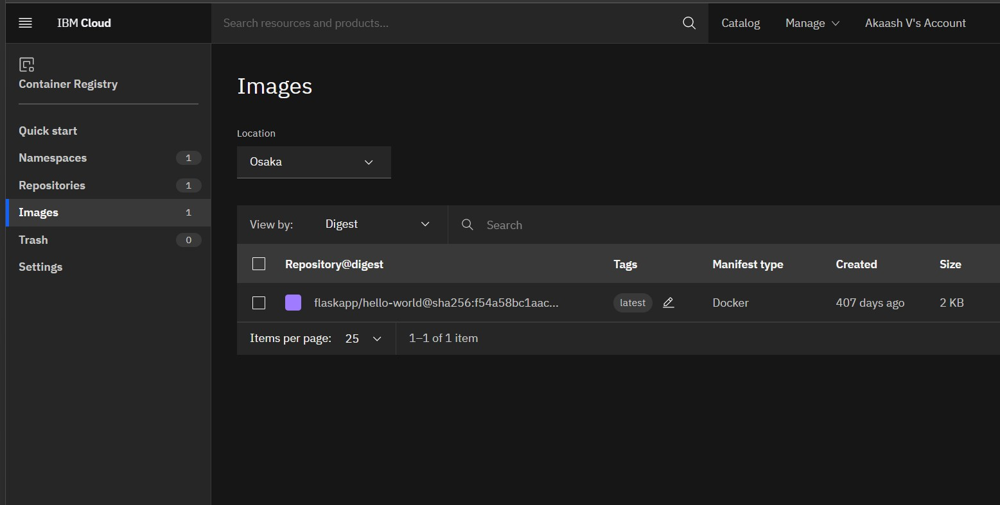 IBM Cloud
Search resources and products...
Catalog
Manage
Akaash V's Account
Container Registry
Quick start
Namespaces 1
Repositories 1
Images 1
Trash 0
Settings
Images
Location
Osaka
View by: Digest
Search
Repository@digest Tags Manifest type Created Size
flaskapp/hello-world@sha256:f54a58bc1aac... latest Docker 407 days ago 2 KB
Items per page: 25 1–1 of 1 item